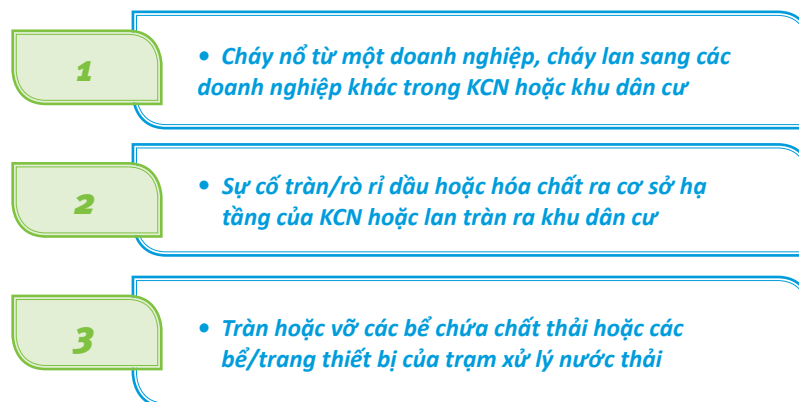 1
• Cháy nổ từ một doanh nghiệp, cháy lan sang các
doanh nghiệp khác trong KCN hoặc khu dân cư
2
• Sự cố tràn/rò rỉ dầu hoặc hóa chất ra cơ sở hạ
tầng của KCN hoặc lan tràn ra khu dân cư
3
• Tràn hoặc vỡ các bể chứa chất thải hoặc các
bể/trang thiết bị của trạm xử lý nước thải